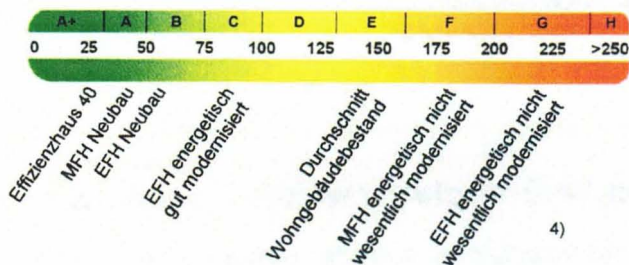 A+ A B C D E F G H
0 25 50 75 100 125 150 175 200 225 >250
Effizienzhaus 40
MFH Neubau
EFH Neubau
EFH energetisch
gut modernisiert
Durchschnitt
Wohngebäudebestand
MFH energetisch nicht
wesentlich modernisiert
EFH energetisch nicht
wesentlich modernisiert
4)